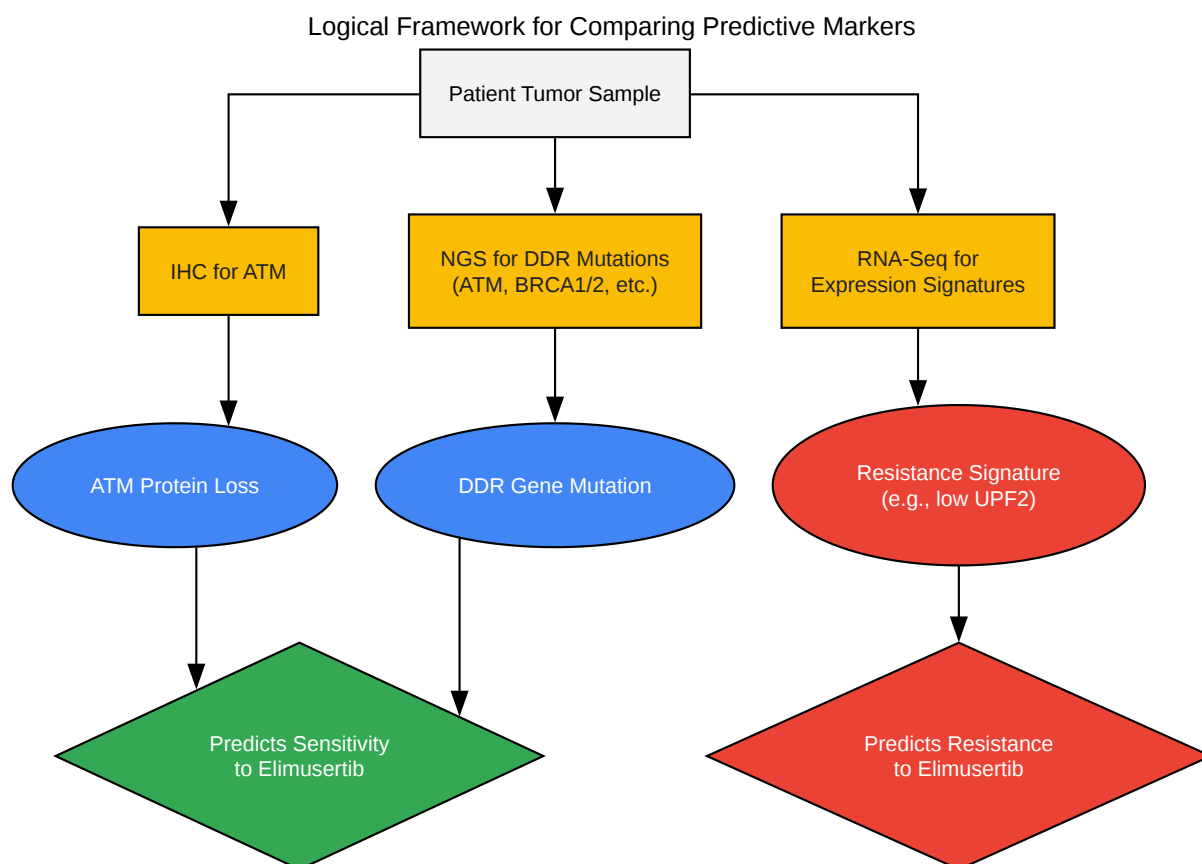 Logical Framework for Comparing Predictive Markers
Patient Tumor Sample
IHC for ATM
NGS for DDR Mutations
(ATM, BRCA1/2, etc.)
RNA-Seq for
Expression Signatures
ATM Protein Loss
DDR Gene Mutation
Resistance Signature
(e.g., low UPF2)
Predicts Sensitivity
to Elimusertib
Predicts Resistance
to Elimusertib